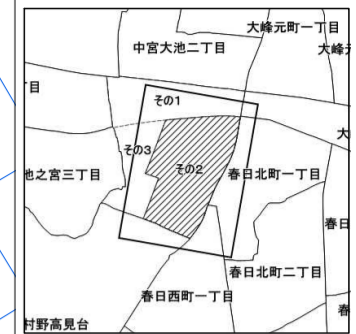 大峰元町一丁目
中宮大池二丁目
大峰元
丁目
その1
大
その3
池之宮三丁目
その2
春日北町一丁目
春日
春日北町二丁目
春日西町一丁目
春
村野高見台